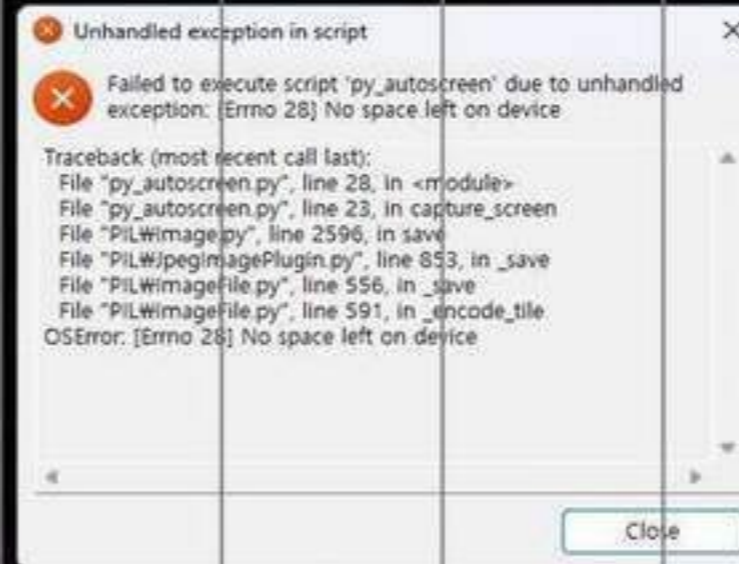 Unhandled exception in script
Failed to execute script 'py_autoscreen' due to unhandled
exception: [Errno 28] No space left on device
Traceback (most recent call last):
File "py_autoscreen.py", line 28, in <module>
File "py_autoscreen.py", line 23, in capture_screen
File "PIL₩Image.py", line 2596, in save
File "PIL₩JpegImagePlugin.py", line 853, in _save
File "PIL₩ImageFile.py", line 556, in _save
File "PIL₩ImageFile.py", line 591, in _encode_tile
OSError: [Errno 28] No space left on device
Close